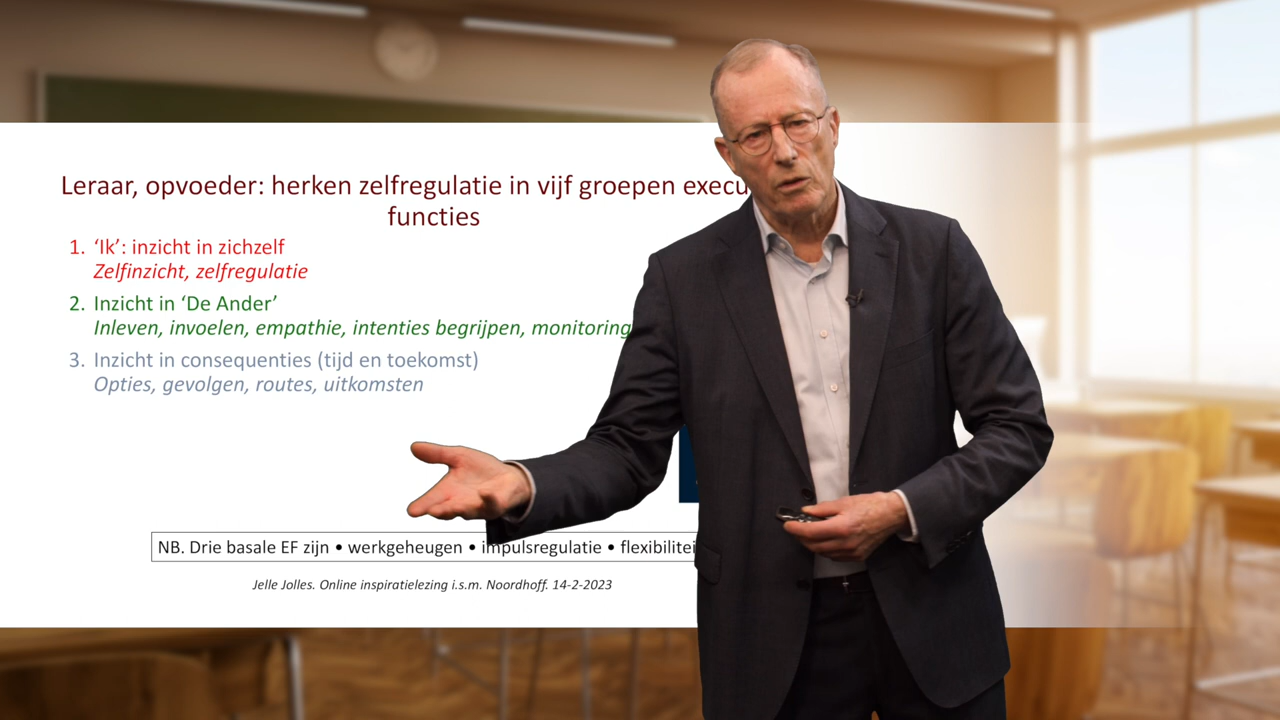 Leraar, opvoeder: herken zelfregulatie in vijf groepen
functies
1. ‘Ik’: inzicht in zichzelf
Zelfinzicht, zelfregulatie
2. Inzicht in ‘De Ander’
Inleven, invoelen, empathie, intenties begrijpen, monitoring
3. Inzicht in consequenties (tijd en toekomst)
Opties, gevolgen, routes, uitkomsten
NB. Drie basale EF zijn • werkgeheugen • impulsregulatie •
Jelle Jolles. Online inspiratielezing i.s.m. Noordhoff. 14-2-2023